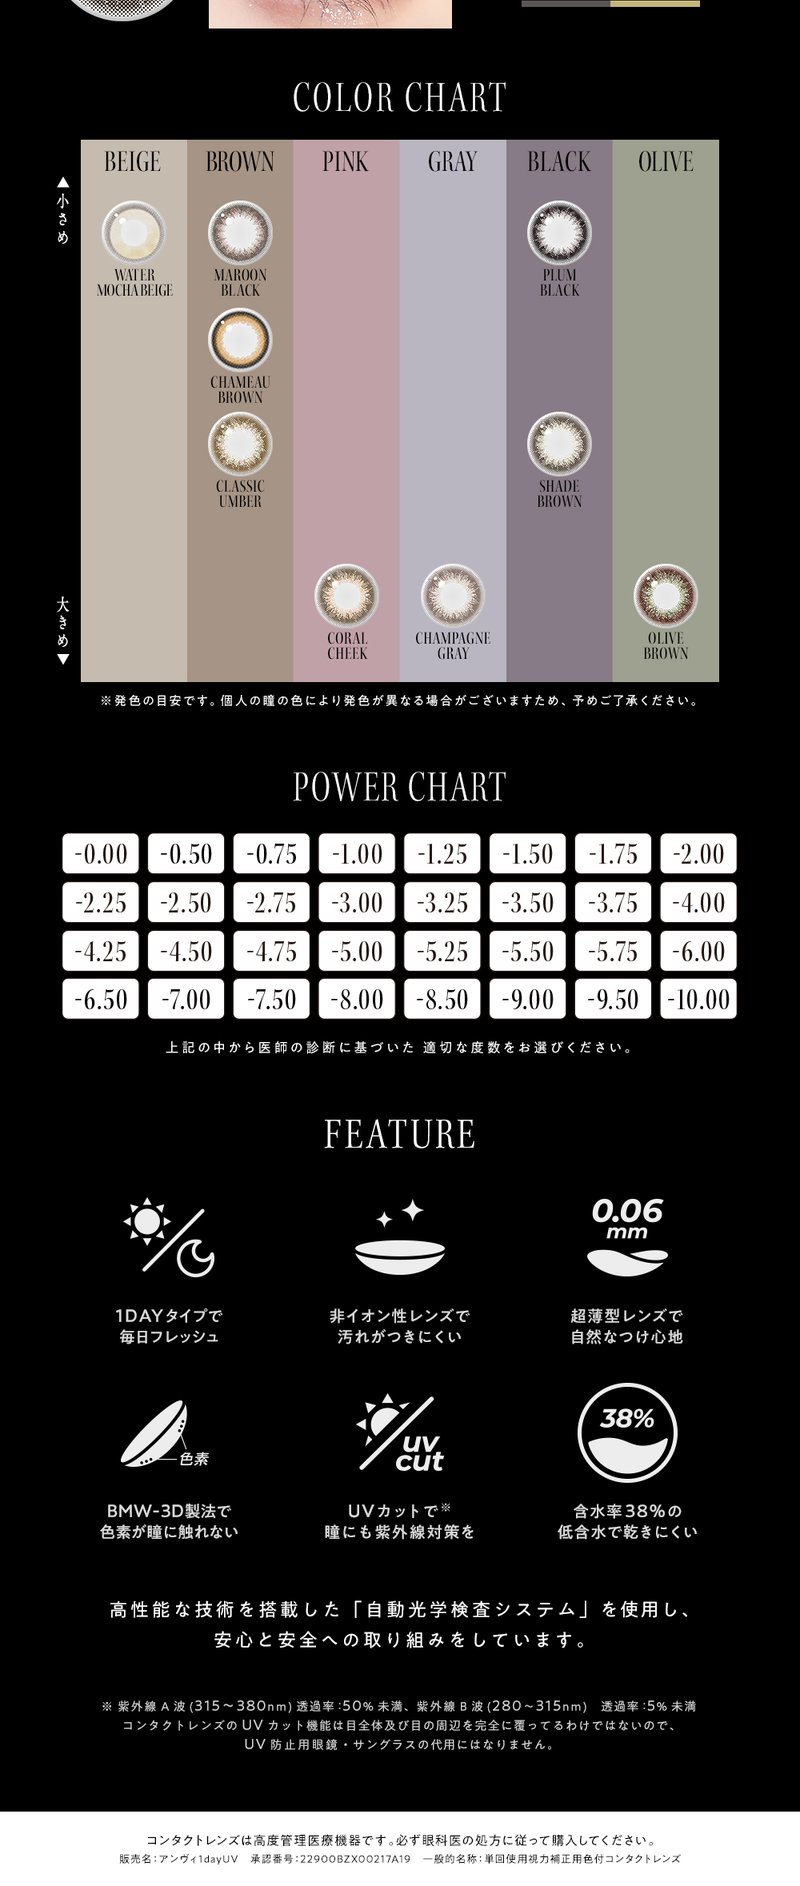 COLOR CHART
BEIGE BROWN PINK GRAY BLACK OLIVE
▲小さめ
WATER
MOCHA BEIGE
MAROON
BLACK
PLUM
BLACK
CHAMEAU
BROWN
CLASSIC
UMBER
SHADE
BROWN
大きめ▼
CORAL
CHEEK
CHAMPAGNE
GRAY
OLIVE
BROWN
※発色の目安です。個人の瞳の色により発色が異なる場合がございますため、予めご了承ください。
POWER CHART
-0.00 -0.50 -0.75 -1.00 -1.25 -1.50 -1.75 -2.00
-2.25 -2.50 -2.75 -3.00 -3.25 -3.50 -3.75 -4.00
-4.25 -4.50 -4.75 -5.00 -5.25 -5.50 -5.75 -6.00
-6.50 -7.00 -7.50 -8.00 -8.50 -9.00 -9.50 -10.00
上記の中から医師の診断に基づいた 適切な度数をお選びください。
FEATURE
1DAYタイプで
毎日フレッシュ
非イオン性レンズで
汚れがつきにくい
0.06
mm
超薄型レンズで
自然なつけ心地
色素
BMW-3D製法で
色素が瞳に触れない
uv
cut
UVカットで※
瞳にも紫外線対策を
38%
含水率38%の
低含水で乾きにくい
高性能な技術を搭載した「自動光学検査システム」を使用し、
安心と安全への取り組みをしています。
※ 紫外線 A 波 (315～380nm) 透過率:50% 未満、紫外線 B 波 (280～315nm) 透過率:5% 未満
コンタクトレンズの UV カット機能は目全体及び目の周辺を完全に覆ってるわけではないので、
UV 防止用眼鏡・サングラスの代用にはなりません。
コンタクトレンズは高度管理医療機器です。必ず眼科医の処方に従って購入してください。
販売名:アンヴィ1dayUV 承認番号:22900BZX00217A19 一般的名称:単回使用視力補正用色付コンタクトレンズ